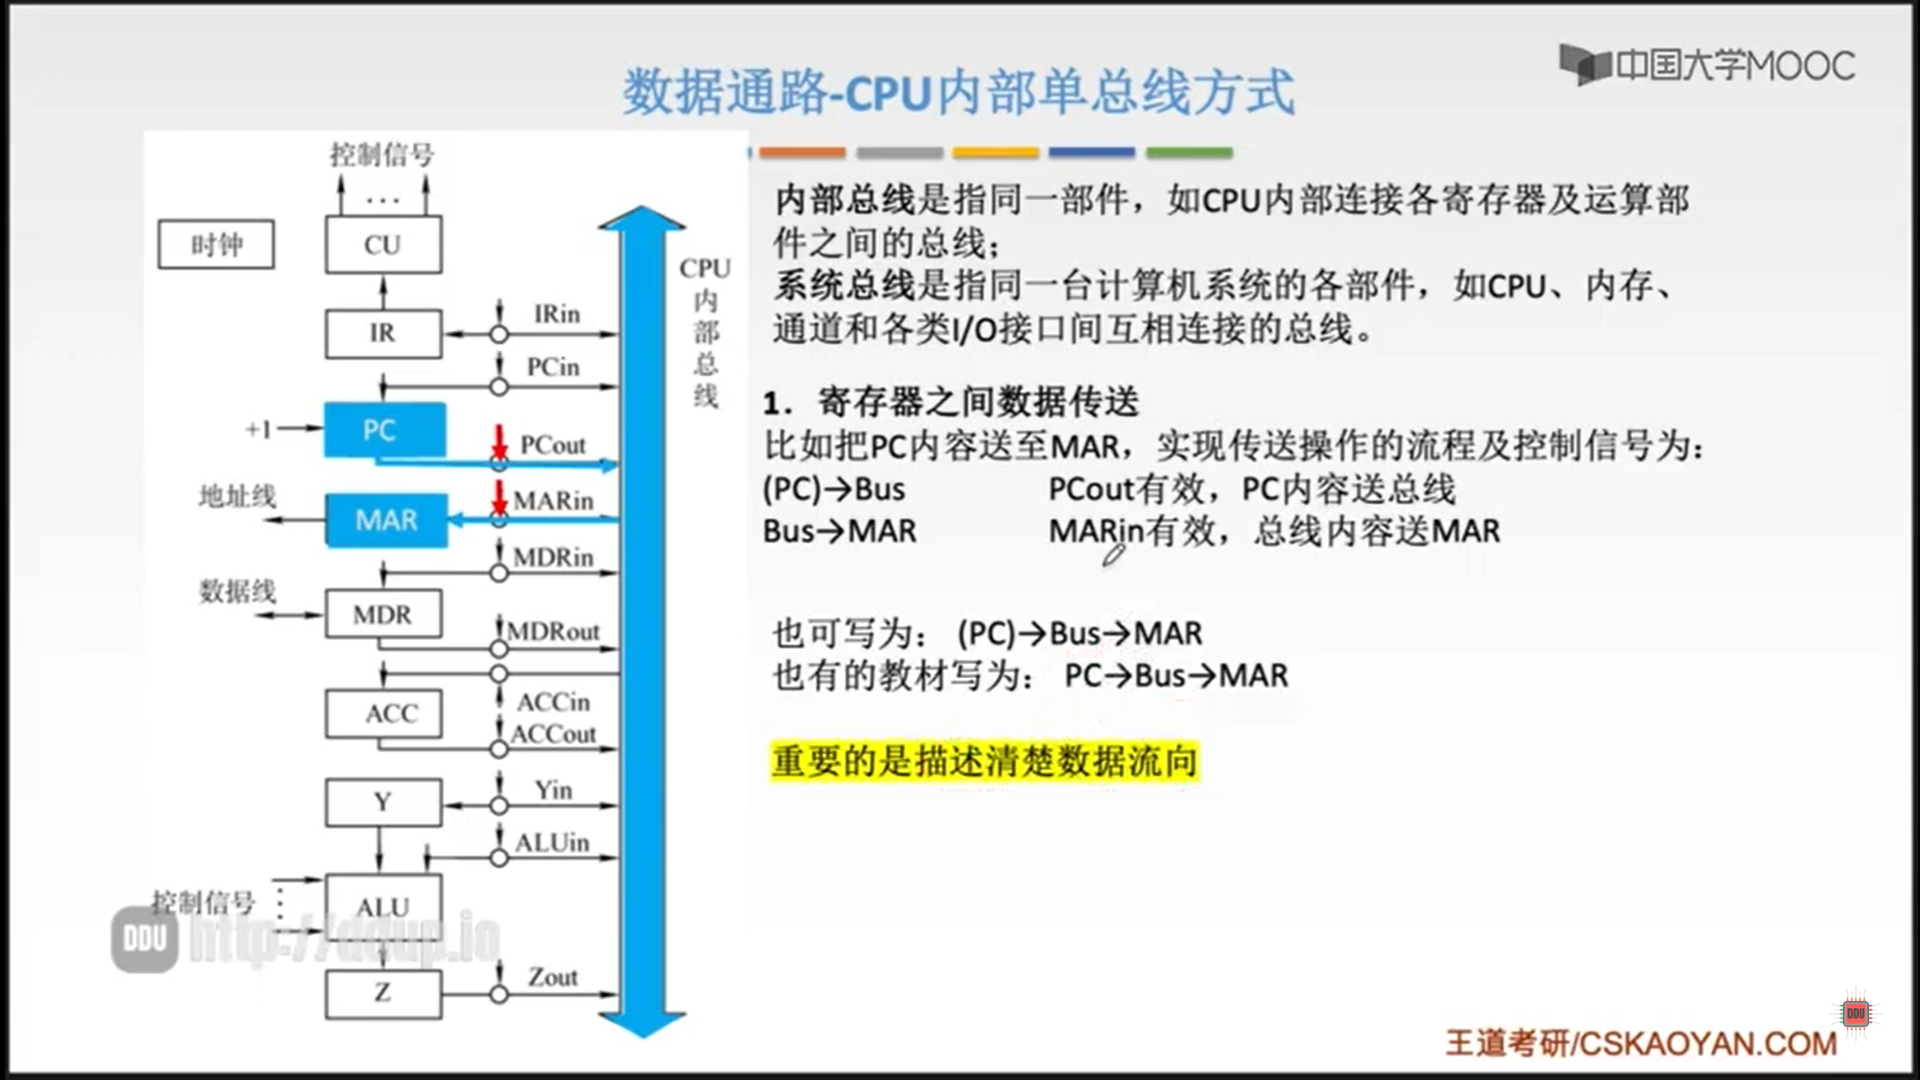 中国大学MOOC
数据通路-CPU内部单总线方式
控制信号
...
时钟
CU
CPU
内
部
总
线
IRin
IR
PCin
+1
PC
PCout
地址线
MARin
MAR
MDRin
数据线
MDR
MDRout
ACCin
ACC
ACCout
Yin
Y
ALUin
控制信号
ALU
Zout
Z
内部总线是指同一部件，如CPU内部连接各寄存器及运算部
件之间的总线；
系统总线是指同一台计算机系统的各部件，如CPU、内存、
通道和各类I/O接口间互相连接的总线。
1．寄存器之间数据传送
比如把PC内容送至MAR，实现传送操作的流程及控制信号为：
(PC)→Bus PCout有效，PC内容送总线
Bus→MAR MARin有效，总线内容送MAR
也可写为： (PC)→Bus→MAR
也有的教材写为： PC→Bus→MAR
重要的是描述清楚数据流向
DDU http://ddup.io
DDU
王道考研/CSKAOYAN.COM